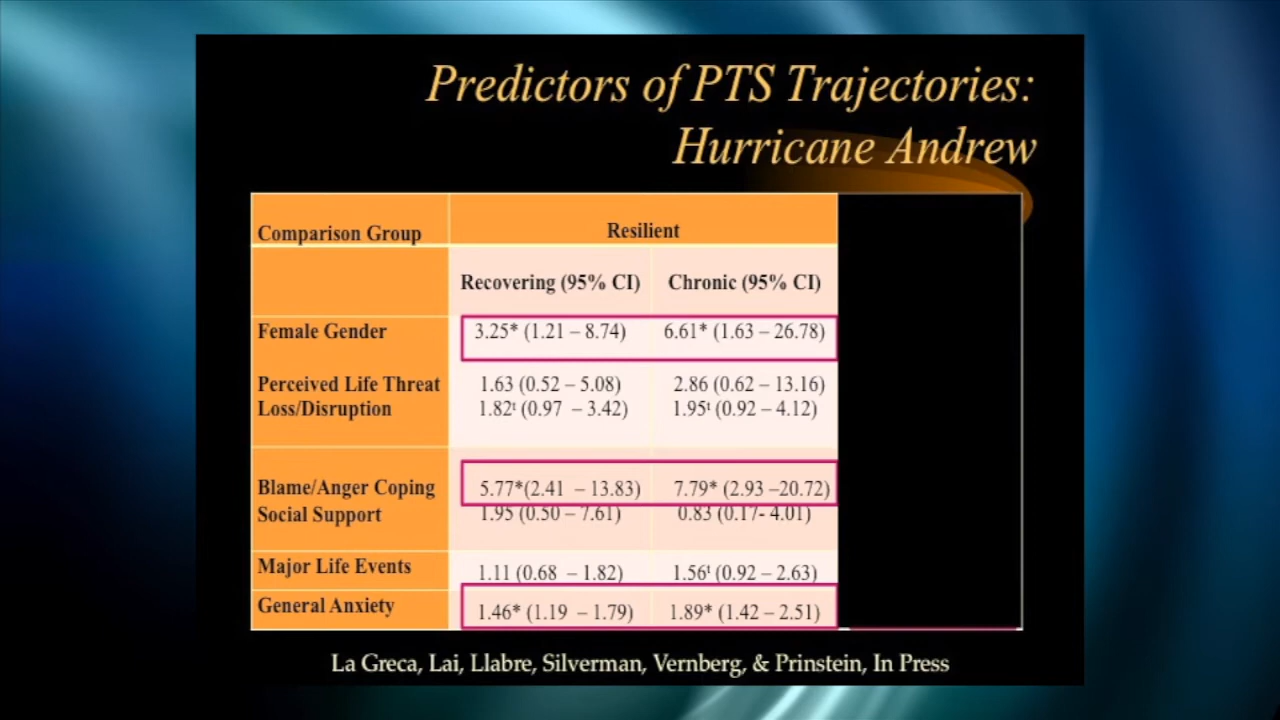 Predictors of PTS Trajectories:
Hurricane Andrew
Comparison Group Resilient
Recovering (95% CI) Chronic (95% CI)
Female Gender 3.25* (1.21 – 8.74) 6.61* (1.63 – 26.78)
Perceived Life Threat 1.63 (0.52 – 5.08) 2.86 (0.62 – 13.16)
Loss/Disruption 1.82ᵗ (0.97 – 3.42) 1.95ᵗ (0.92 – 4.12)
Blame/Anger Coping 5.77*(2.41 – 13.83) 7.79* (2.93 –20.72)
Social Support 1.95 (0.50 – 7.61) 0.83 (0.17- 4.01)
Major Life Events 1.11 (0.68 – 1.82) 1.56ᵗ (0.92 – 2.63)
General Anxiety 1.46* (1.19 – 1.79) 1.89* (1.42 – 2.51)
La Greca, Lai, Llabre, Silverman, Vernberg, & Prinstein, In Press